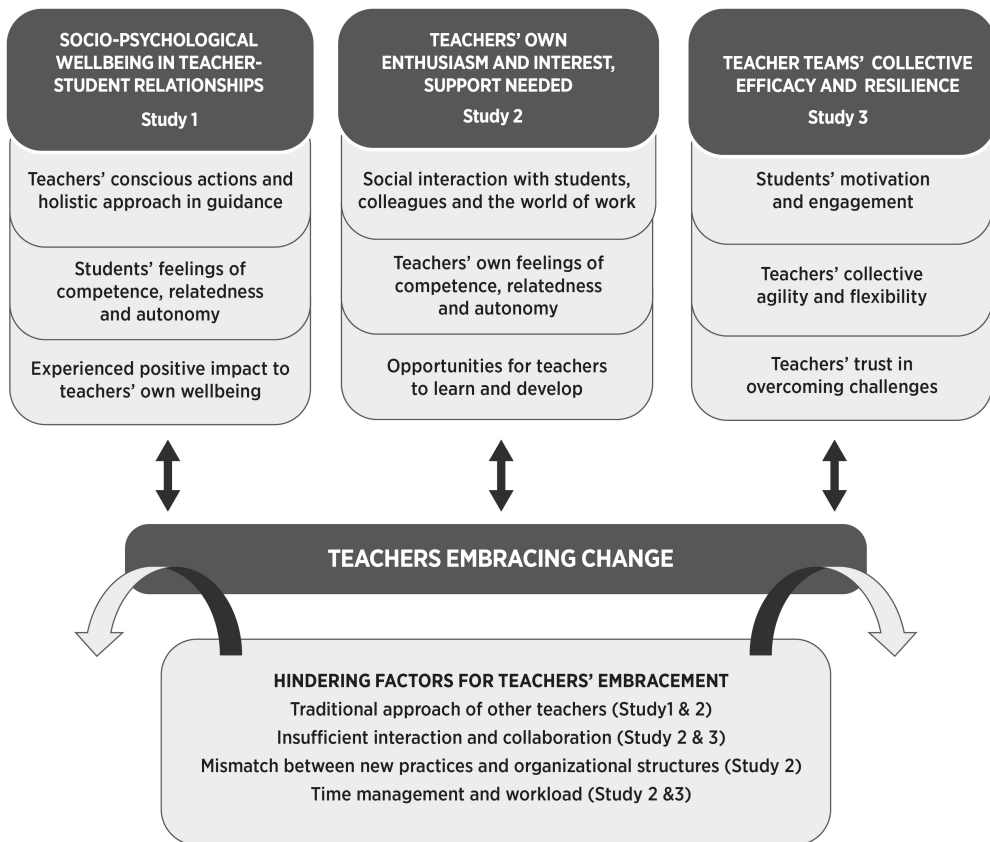 SOCIO-PSYCHOLOGICAL
WELLBEING IN TEACHER-
STUDENT RELATIONSHIPS
Study 1
Teachers' conscious actions and
holistic approach in guidance
Students' feelings of
competence, relatedness
and autonomy
Experienced positive impact to
teachers' own wellbeing
TEACHERS' OWN
ENTHUSIASM AND INTEREST,
SUPPORT NEEDED
Study 2
Social interaction with students,
colleagues and the world of work
Teachers' own feelings of
competence, relatedness
and autonomy
Opportunities for teachers
to learn and develop
TEACHER TEAMS' COLLECTIVE
EFFICACY AND RESILIENCE
Study 3
Students' motivation
and engagement
Teachers' collective
agility and flexibility
Teachers' trust in
overcoming challenges
TEACHERS EMBRACING CHANGE
HINDERING FACTORS FOR TEACHERS' EMBRACEMENT
Traditional approach of other teachers (Study1 & 2)
Insufficient interaction and collaboration (Study 2 & 3)
Mismatch between new practices and organizational structures (Study 2)
Time management and workload (Study 2 &3)